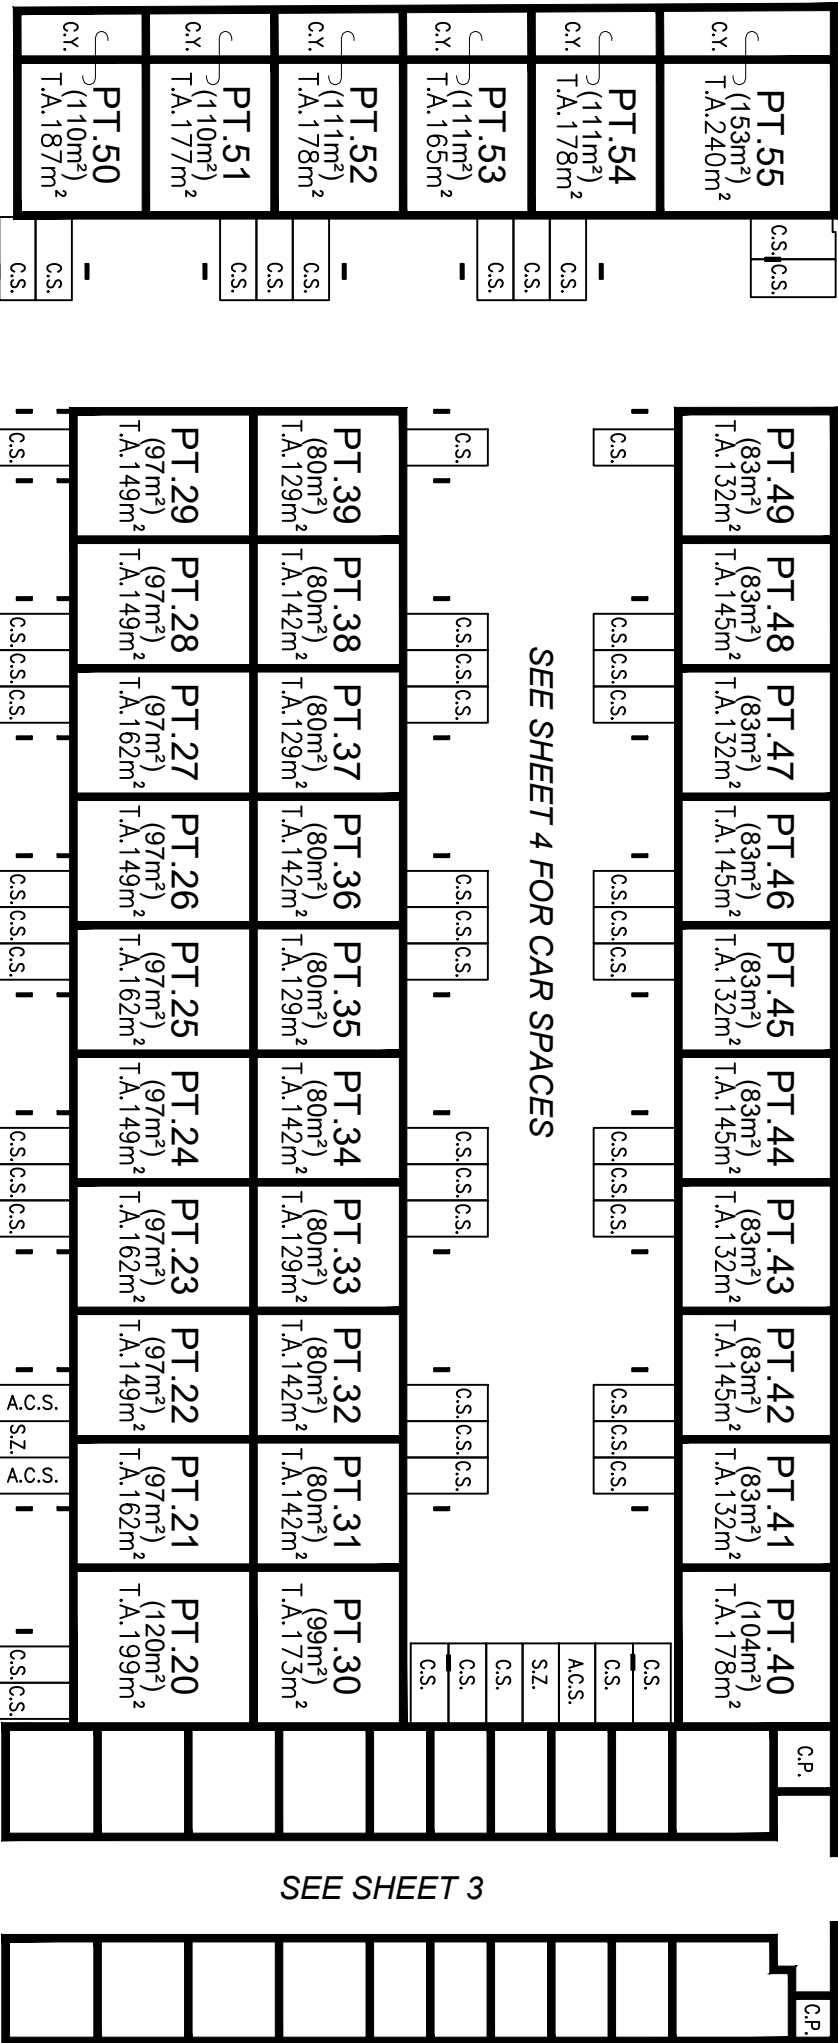 C.Y.
C.Y.
C.Y.
C.Y.
C.Y.
C.Y.
PT.50
(110m²)
T.A.187m²
PT.51
(110m²)
T.A.177m²
PT.52
(111m²)
T.A.178m²
PT.53
(111m²)
T.A.165m²
PT.54
(111m²)
T.A.178m²
PT.55
(153m²)
T.A.240m²
C.S.
C.S.
C.S.
C.S.
C.S.
C.S.
C.S.
C.S.
C.S.
C.S.
C.S.
PT.29
(97m²)
T.A.149m²
PT.39
(80m²)
T.A.129m²
C.S.
C.S.
PT.49
(83m²)
T.A.132m²
C.S.
C.S.
C.S.
PT.28
(97m²)
T.A.149m²
PT.38
(80m²)
T.A.142m²
C.S.
C.S.
C.S.
C.S.
C.S.
C.S.
PT.48
(83m²)
T.A.145m²
PT.27
(97m²)
T.A.162m²
PT.37
(80m²)
T.A.129m²
PT.47
(83m²)
T.A.132m²
SEE SHEET 4 FOR CAR SPACES
C.S.
C.S.
C.S.
PT.26
(97m²)
T.A.149m²
PT.36
(80m²)
T.A.142m²
C.S.
C.S.
C.S.
C.S.
C.S.
C.S.
PT.46
(83m²)
T.A.145m²
PT.25
(97m²)
T.A.162m²
PT.35
(80m²)
T.A.129m²
PT.45
(83m²)
T.A.132m²
C.S.
C.S.
C.S.
PT.24
(97m²)
T.A.149m²
PT.34
(80m²)
T.A.142m²
C.S.
C.S.
C.S.
C.S.
C.S.
C.S.
PT.44
(83m²)
T.A.145m²
PT.23
(97m²)
T.A.162m²
PT.33
(80m²)
T.A.129m²
PT.43
(83m²)
T.A.132m²
A.C.S.
S.Z.
A.C.S.
PT.22
(97m²)
T.A.149m²
PT.32
(80m²)
T.A.142m²
C.S.
C.S.
C.S.
C.S.
C.S.
C.S.
PT.42
(83m²)
T.A.145m²
PT.21
(97m²)
T.A.162m²
PT.31
(80m²)
T.A.142m²
PT.41
(83m²)
T.A.132m²
C.S.
C.S.
PT.20
(120m²)
T.A.199m²
PT.30
(99m²)
T.A.173m²
C.S.
C.S.
C.S.
S.Z.
A.C.S.
C.S.
C.S.
PT.40
(104m²)
T.A.178m²
C.P.
SEE SHEET 3
C.P.